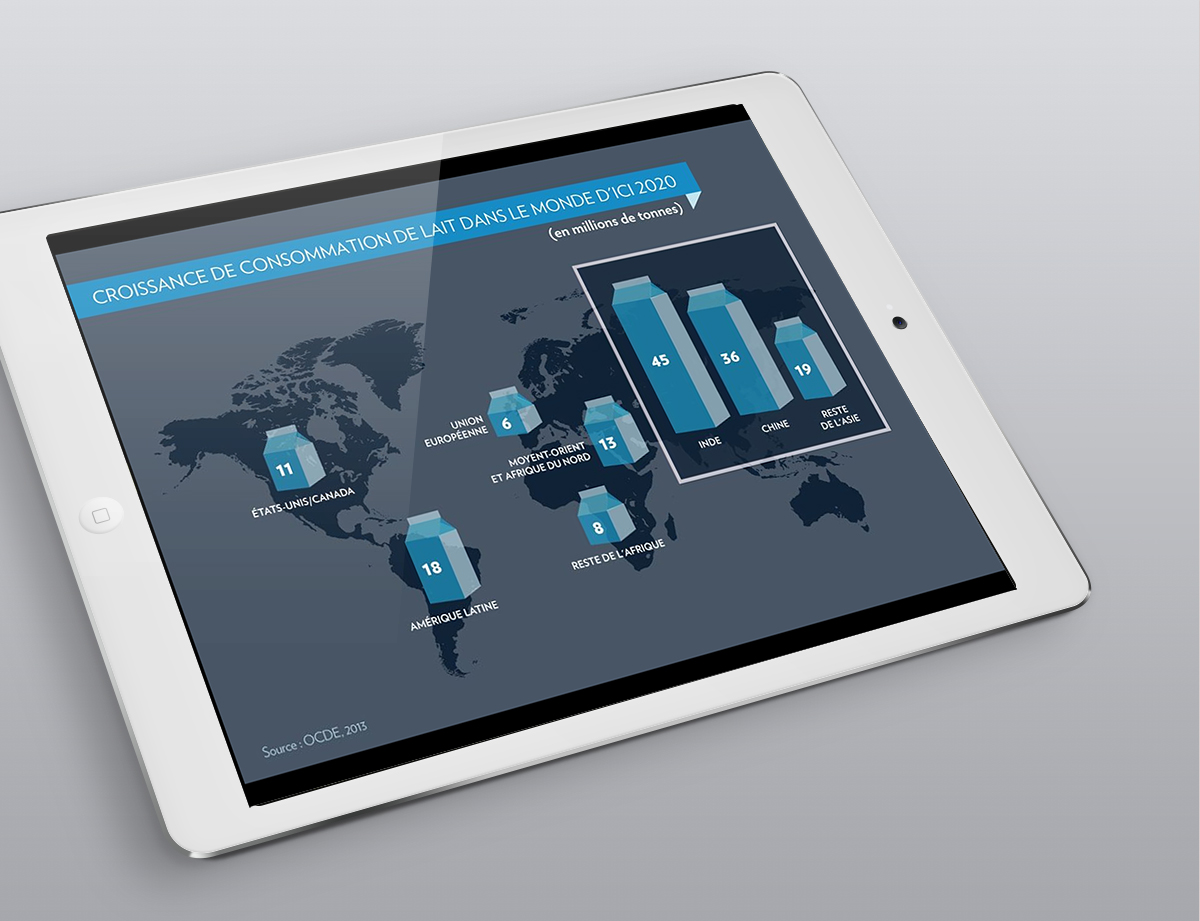 CROISSANCE DE CONSOMMATION DE LAIT DANS LE MONDE D'ICI 2020
(en millions de tonnes)
45
36
19
INDE
CHINE
RESTE
DE L'ASIE
UNION
EUROPÉENNE
6
MOYENT-ORIENT
ET AFRIQUE DU NORD
13
11
ÉTATS-UNIS/CANADA
8
RESTE DE L'AFRIQUE
18
AMÉRIQUE LATINE
Source : OCDE, 2013